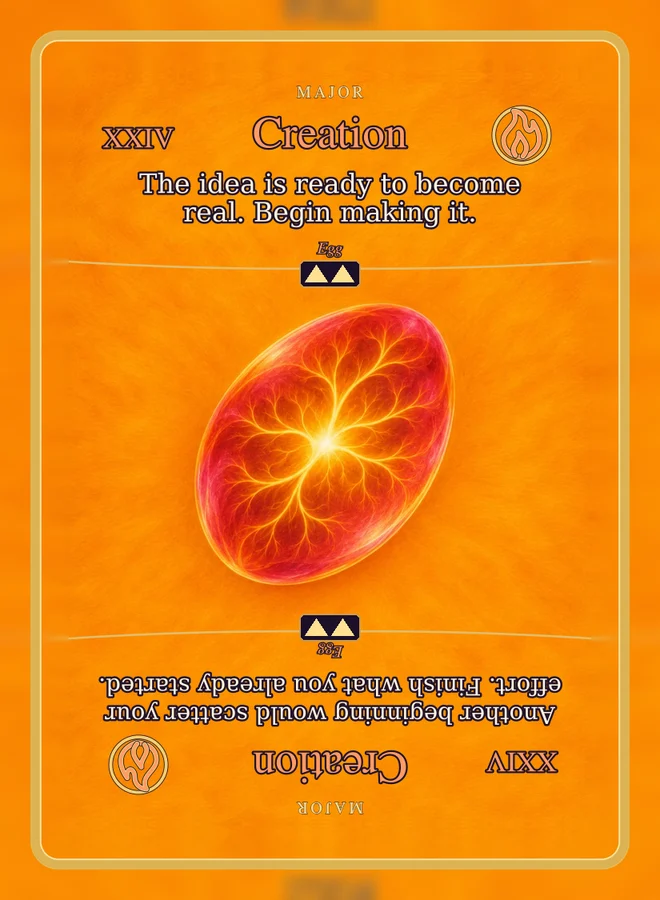 MAJOR
XXIV
Creation
The idea is ready to become
real. Begin making it.
Egg
Egg
Another beginning would scatter your
effort. Finish what you already started.
XXIV
Creation
MAJOR